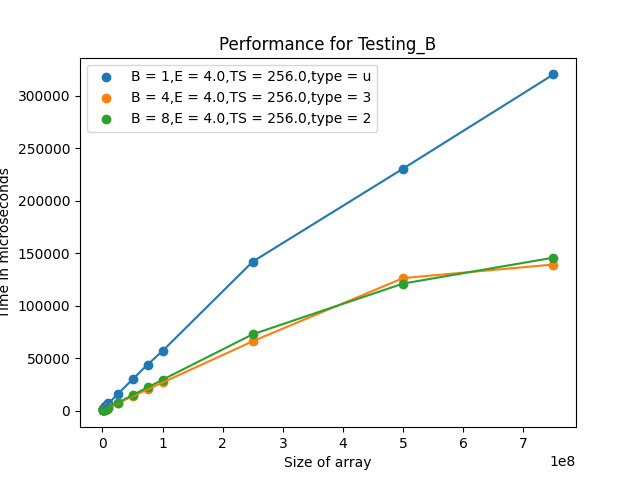 Performance for Testing_B
B = 1,E = 4.0,TS = 256.0,type = u
B = 4,E = 4.0,TS = 256.0,type = 3
B = 8,E = 4.0,TS = 256.0,type = 2
300000
250000
200000
150000
100000
50000
0
Time in microseconds
0 1 2 3 4 5 6 7
1e8
Size of array